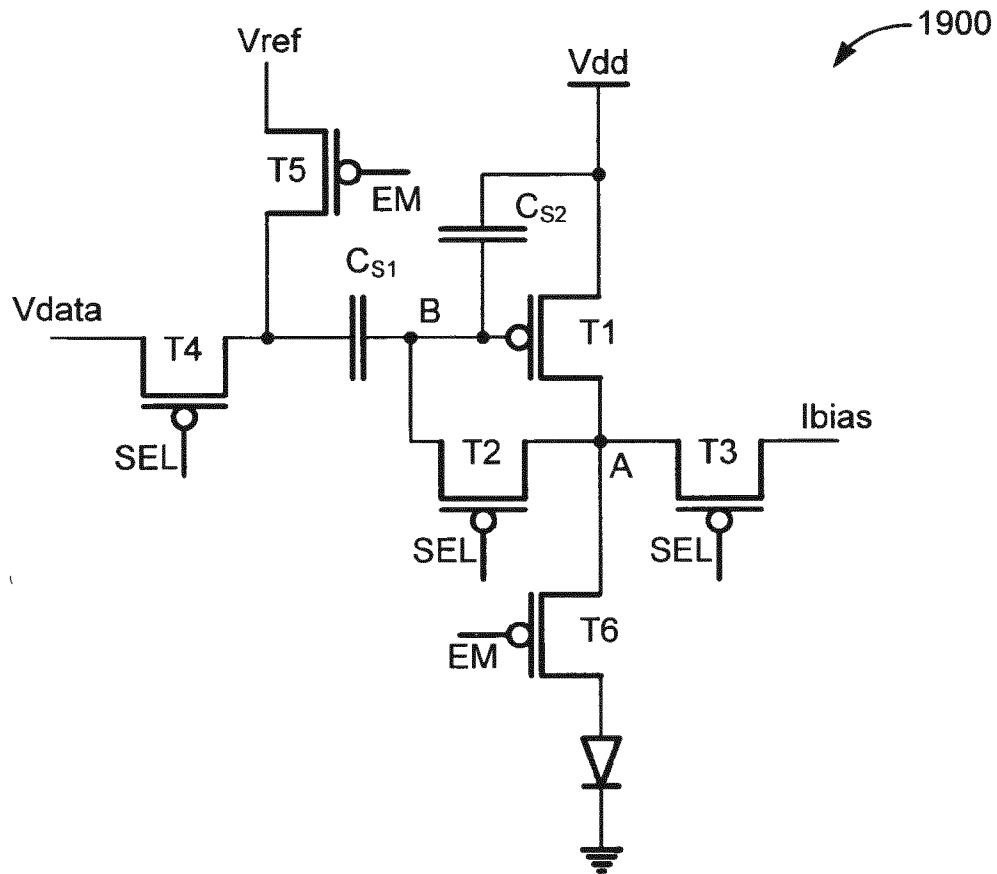 1900
Vref
Vdd
T5
EM
CS2
CS1
Vdata
B
T1
T4
SEL
Ibias
T2
T3
A
SEL
SEL
T6
EM